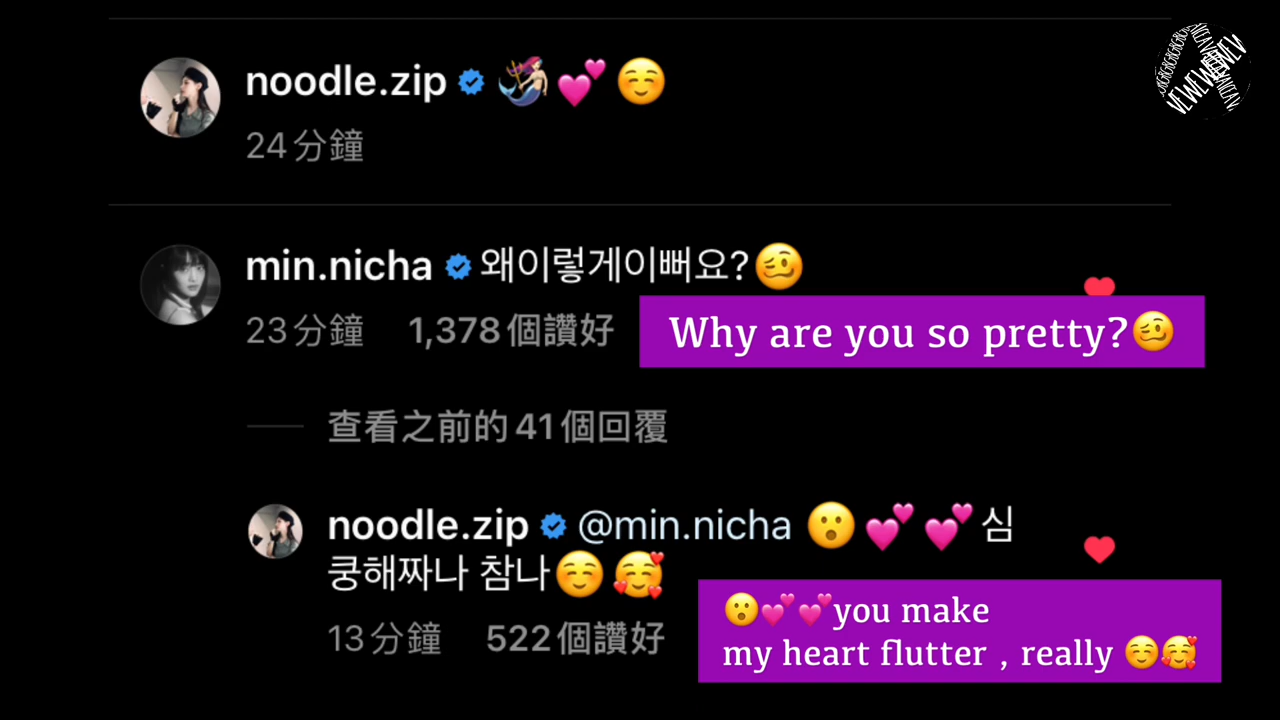 noodle.zip 🧜‍♀️💕☺️
24分鐘
min.nicha 왜이렇게이뻐요?🥴
23分鐘 1,378個讚好
Why are you so pretty?🥴
查看之前的41個回覆
noodle.zip @min.nicha 😮💕💕심
쿵해짜나 참나☺️🥰
13分鐘 522個讚好
😮💕💕you make
my heart flutter , really ☺️🥰